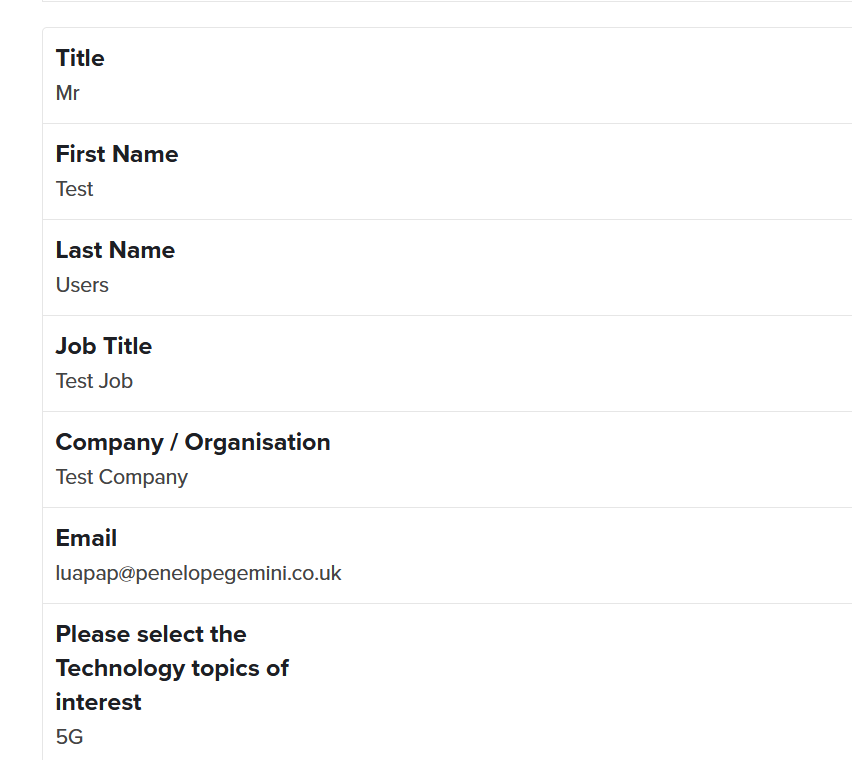 Title
Mr
First Name
Test
Last Name
Users
Job Title
Test Job
Company / Organisation
Test Company
Email
luapap@penelopegemini.co.uk
Please select the
Technology topics of
interest
5G